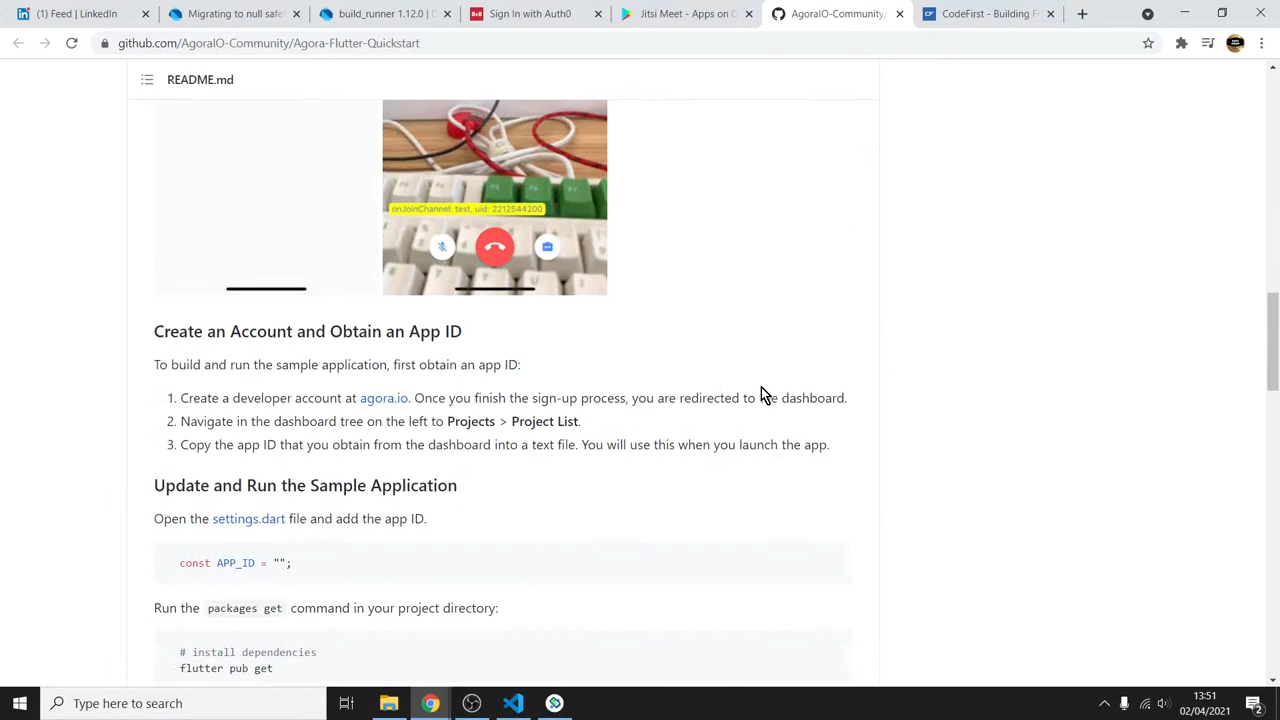 (1) Feed | LinkedIn
Migrating to null safet
build_runner 1.12.0 | D
8x8
Sign In with Auth0
Jitsi Meet - Apps on G
AgoraIO-Community/
CF
CodeFirst - Building F
github.com/AgoraIO-Community/Agora-Flutter-Quickstart
README.md
onJoinChannel: test, uid: 2212544200
Create an Account and Obtain an App ID
To build and run the sample application, first obtain an app ID:
1. Create a developer account at agora.io. Once you finish the sign-up process, you are redirected to the dashboard.
2. Navigate in the dashboard tree on the left to Projects > Project List.
3. Copy the app ID that you obtain from the dashboard into a text file. You will use this when you launch the app.
Update and Run the Sample Application
Open the settings.dart file and add the app ID.
const APP_ID = "";
Run the packages get command in your project directory:
# install dependencies
flutter pub get
Type here to search
13:51
02/04/2021
2